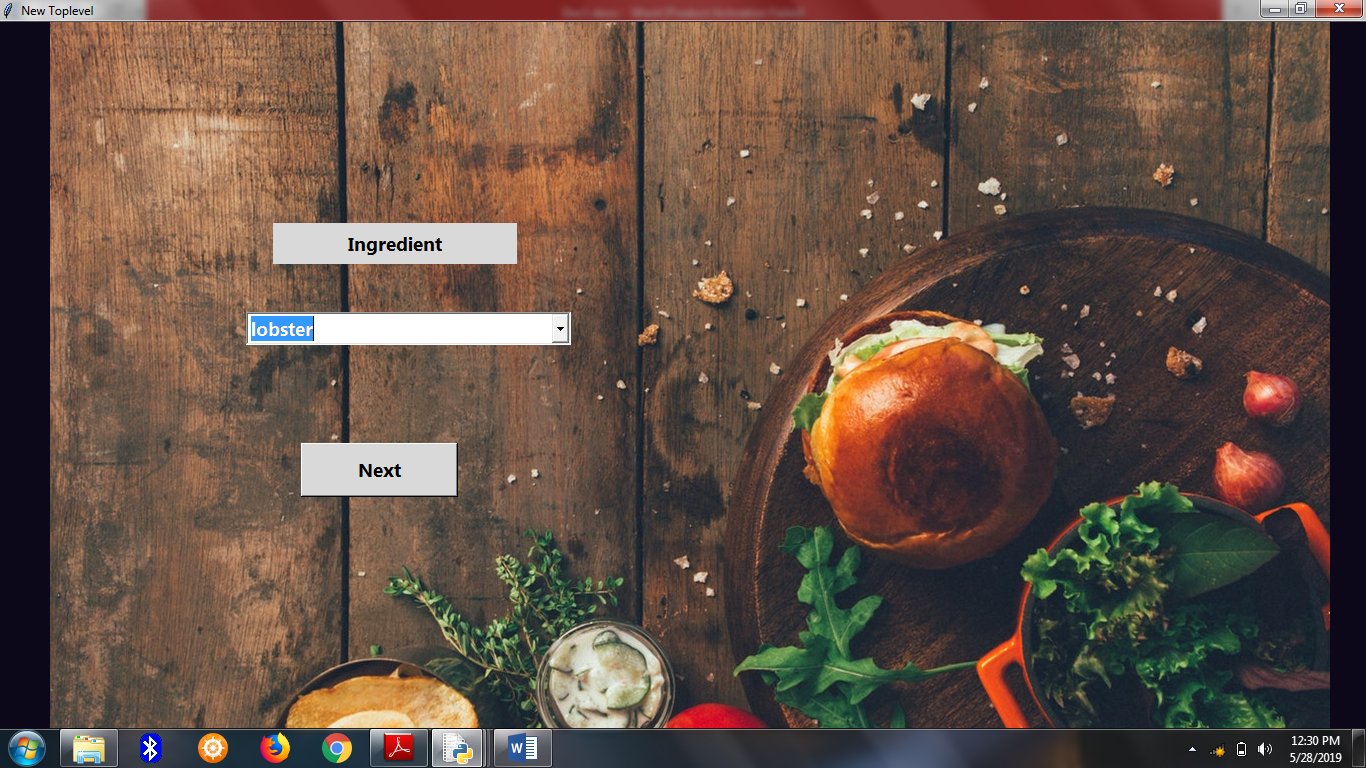 New Toplevel
Ingredient
lobster
Next
12:30 PM
5/28/2019